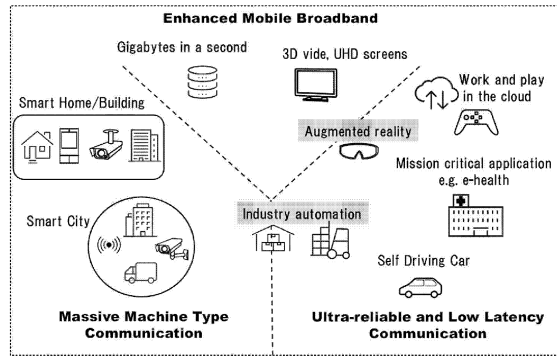 Enhanced Mobile Broadband
Gigabytes in a second
3D vide, UHD screens
Work and play
in the cloud
Smart Home/Building
Augmented reality
Mission critical application
e.g. e-health
Smart City
Industry automation
Self Driving Car
Massive Machine Type
Communication
Ultra-reliable and Low Latency
Communication